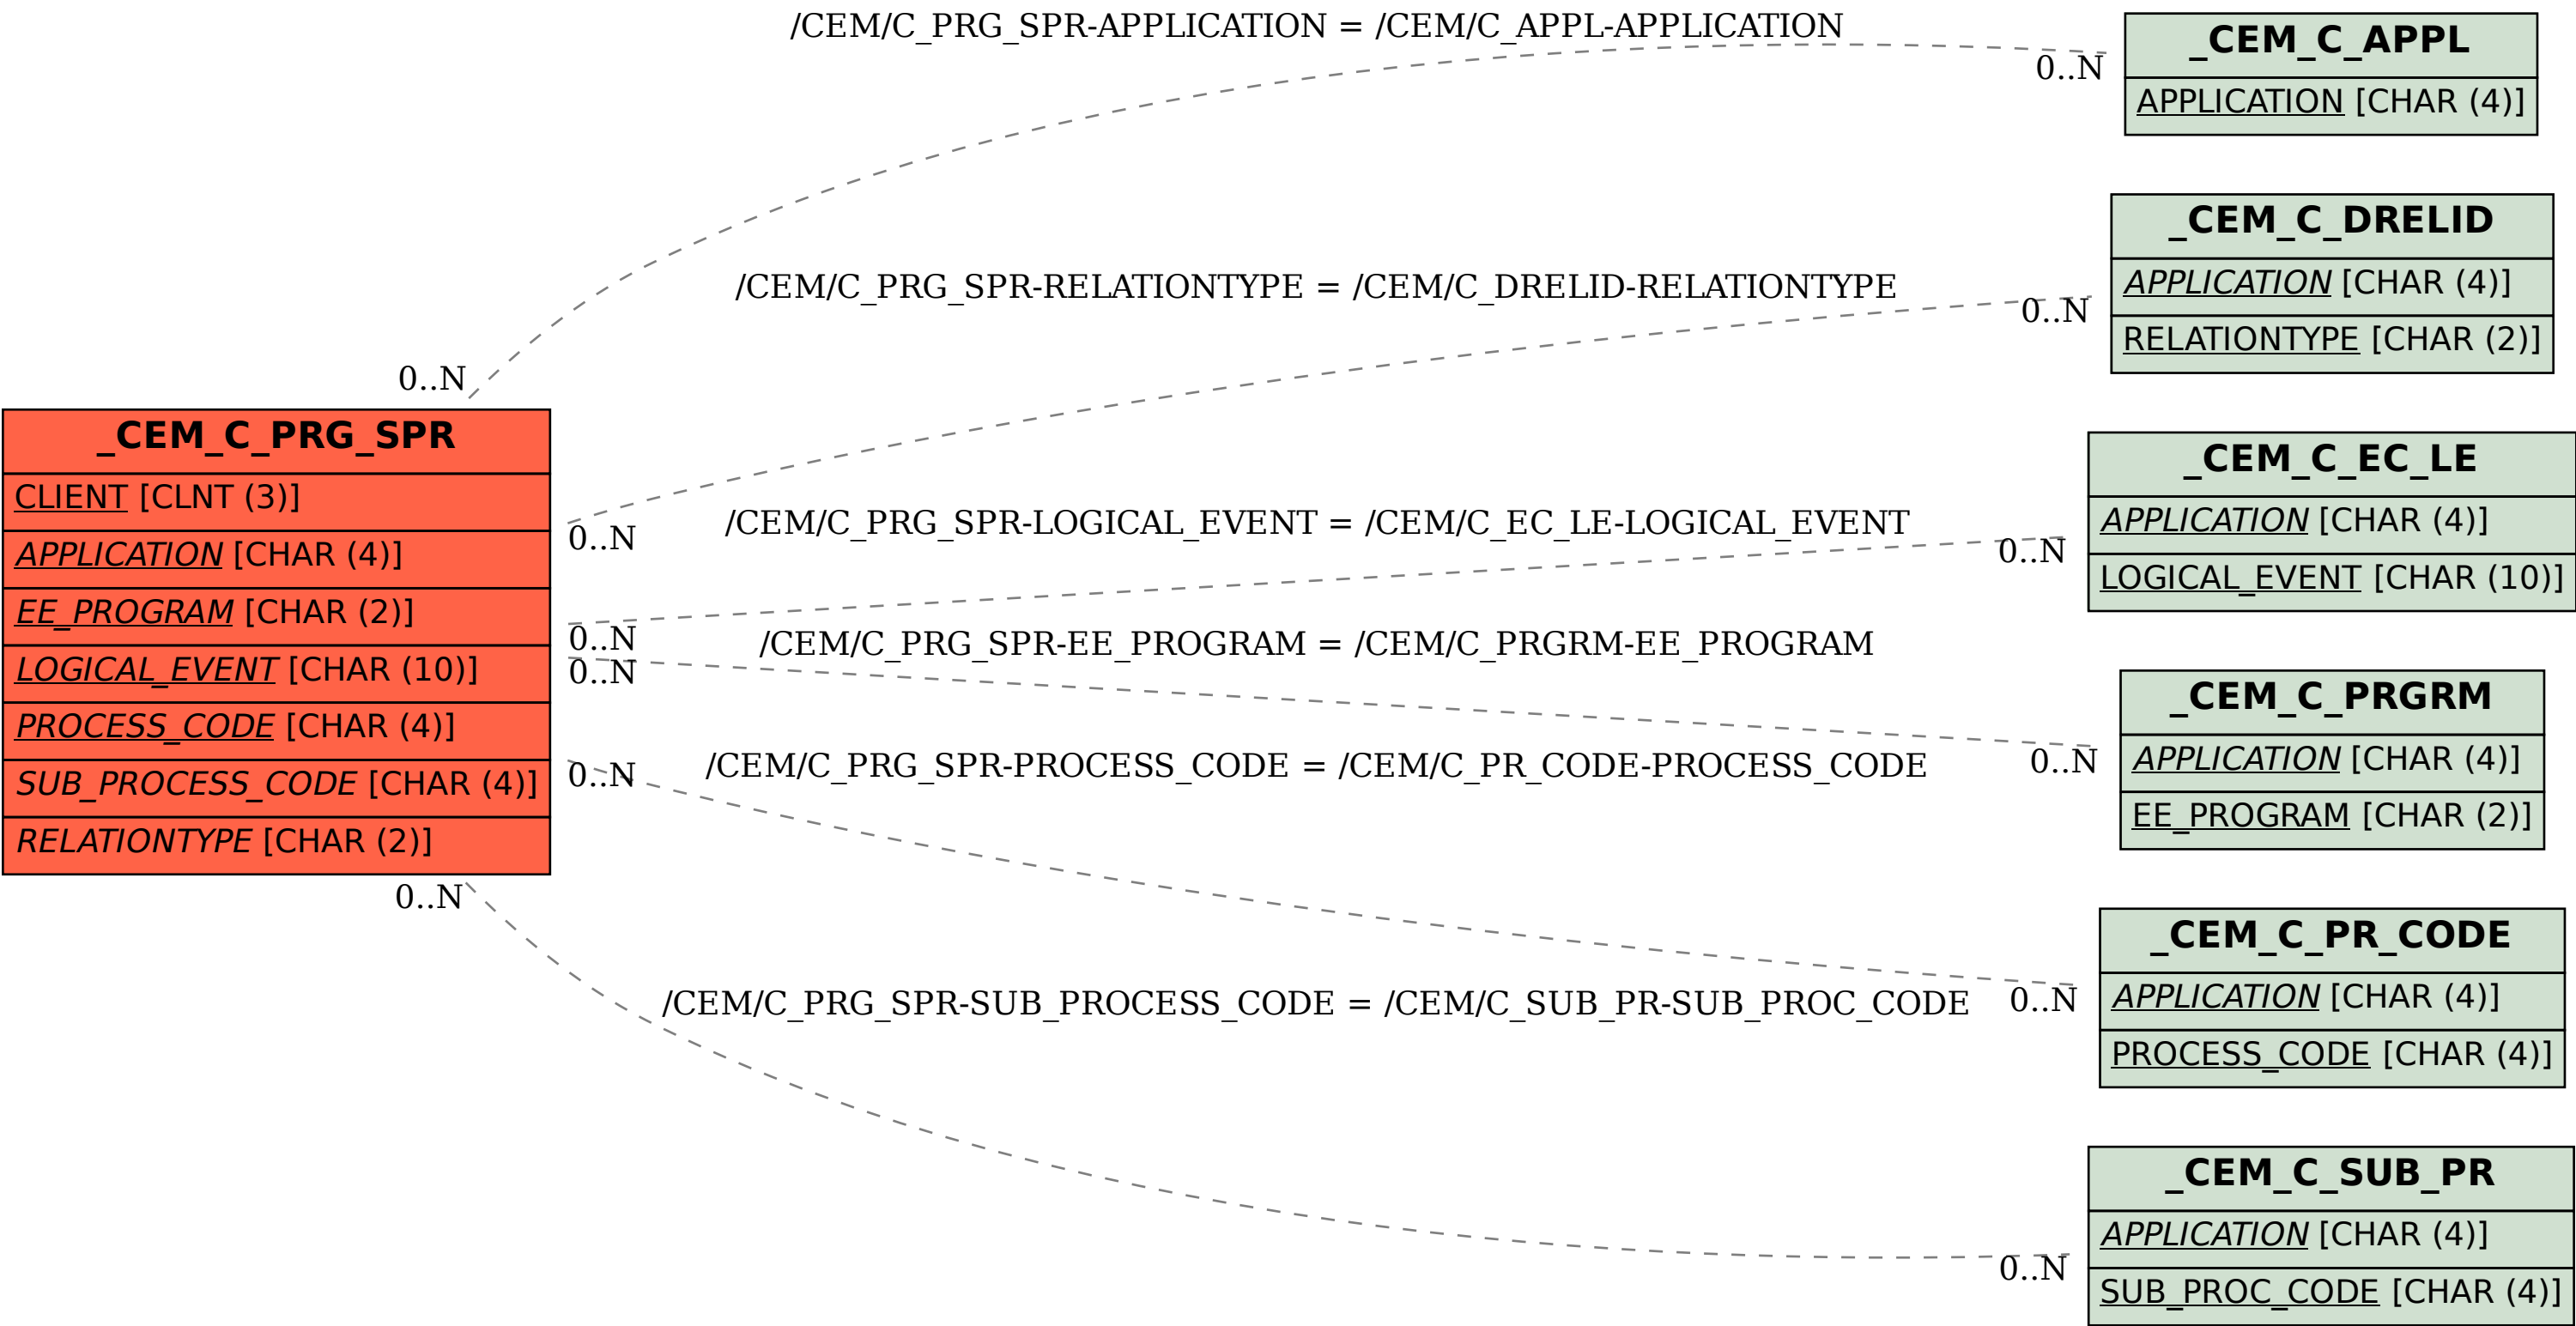 /CEM/C_PRG_SPR-APPLICATION = /CEM/C_APPL-APPLICATION
0..N
0..N
_CEM_C_APPL
APPLICATION [CHAR (4)]
/CEM/C_PRG_SPR-RELATIONTYPE = /CEM/C_DRELID-RELATIONTYPE
0..N
0..N
_CEM_C_DRELID
APPLICATION [CHAR (4)]
RELATIONTYPE [CHAR (2)]
_CEM_C_PRG_SPR
CLIENT [CLNT (3)]
APPLICATION [CHAR (4)]
EE_PROGRAM [CHAR (2)]
LOGICAL_EVENT [CHAR (10)]
PROCESS_CODE [CHAR (4)]
SUB_PROCESS_CODE [CHAR (4)]
RELATIONTYPE [CHAR (2)]
/CEM/C_PRG_SPR-LOGICAL_EVENT = /CEM/C_EC_LE-LOGICAL_EVENT
0..N
0..N
_CEM_C_EC_LE
APPLICATION [CHAR (4)]
LOGICAL_EVENT [CHAR (10)]
/CEM/C_PRG_SPR-EE_PROGRAM = /CEM/C_PRGRM-EE_PROGRAM
0..N
0..N
_CEM_C_PRGRM
APPLICATION [CHAR (4)]
EE_PROGRAM [CHAR (2)]
/CEM/C_PRG_SPR-PROCESS_CODE = /CEM/C_PR_CODE-PROCESS_CODE
0..N
0..N
_CEM_C_PR_CODE
APPLICATION [CHAR (4)]
PROCESS_CODE [CHAR (4)]
/CEM/C_PRG_SPR-SUB_PROCESS_CODE = /CEM/C_SUB_PR-SUB_PROC_CODE
0..N
0..N
_CEM_C_SUB_PR
APPLICATION [CHAR (4)]
SUB_PROC_CODE [CHAR (4)]